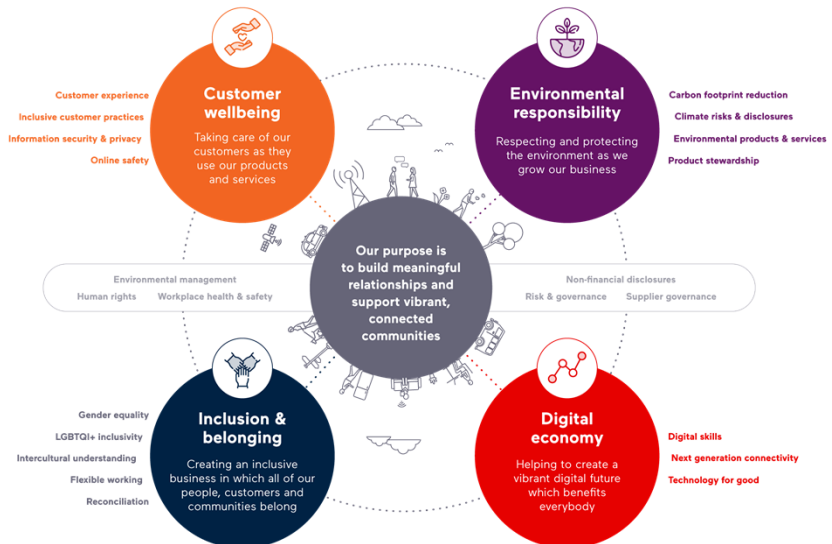 Customer
wellbeing
Taking care of our
customers as they
use our products
and services
Customer experience
Inclusive customer practices
Information security & privacy
Online safety
Environmental
responsibility
Respecting and protecting
the environment as we
grow our business
Carbon footprint reduction
Climate risks & disclosures
Environmental products & services
Product stewardship
Our purpose is
to build meaningful
relationships and
support vibrant,
connected
communities
Environmental management
Human rights Workplace health & safety
Non-financial disclosures
Risk & governance Supplier governance
Inclusion &
belonging
Creating an inclusive
business in which all of our
people, customers and
communities belong
Gender equality
LGBTQI+ inclusivity
Intercultural understanding
Flexible working
Reconciliation
Digital
economy
Helping to create a
vibrant digital future
which benefits
everybody
Digital skills
Next generation connectivity
Technology for good